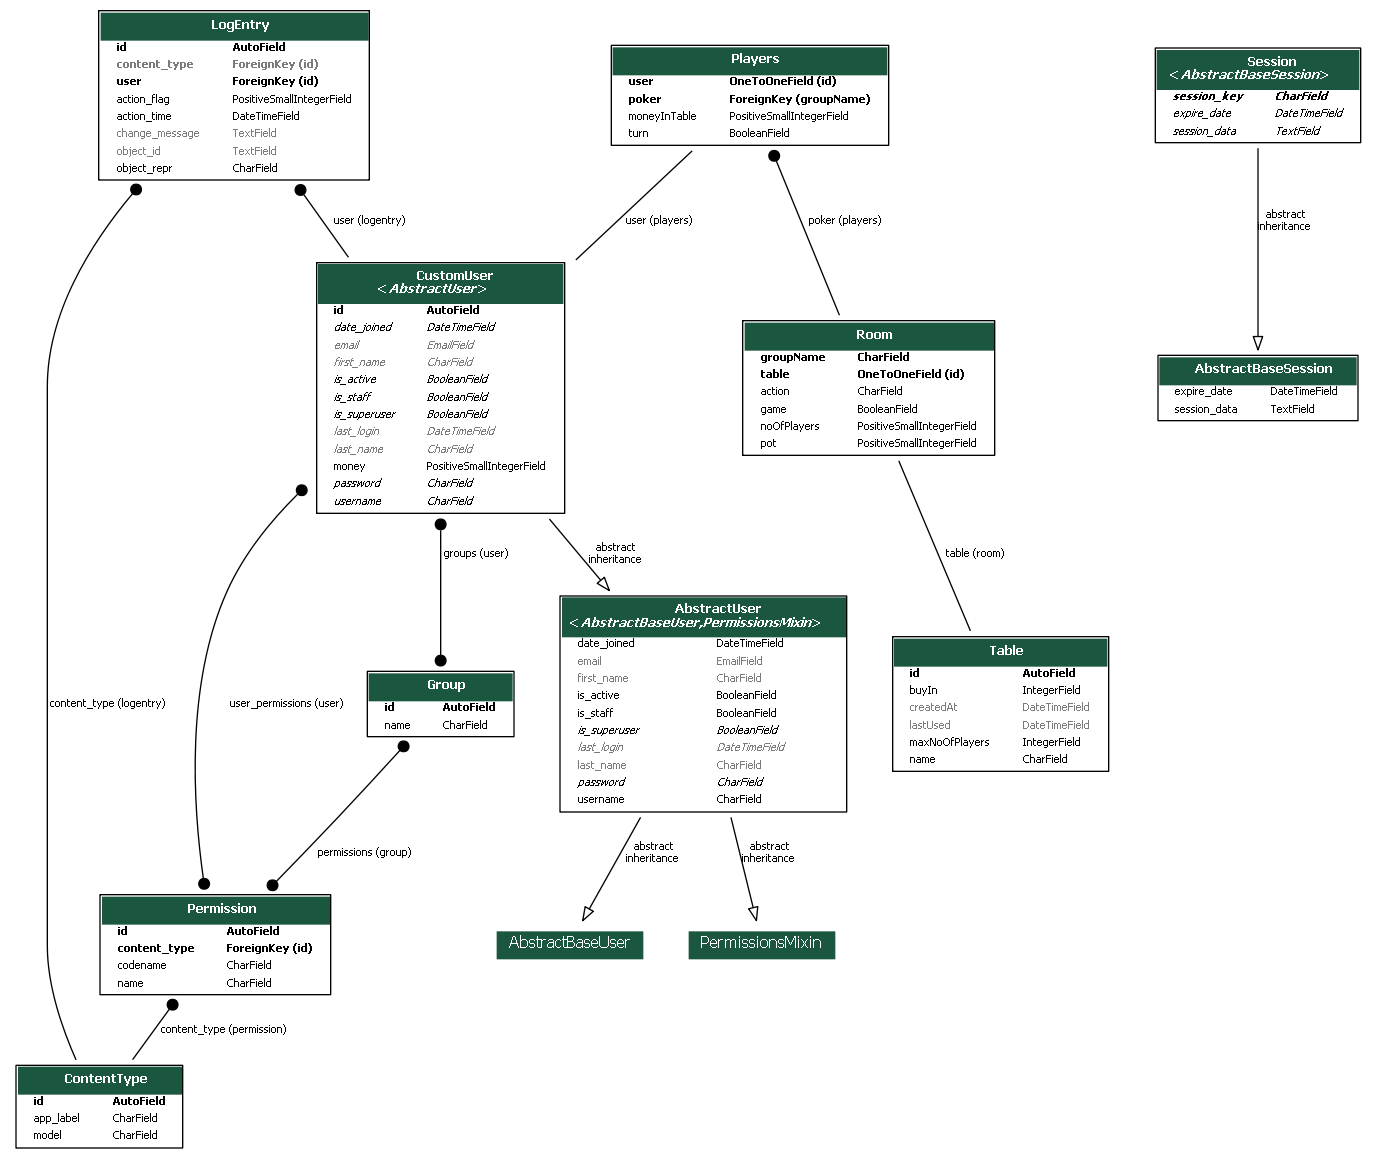 LogEntry
id AutoField
content_type ForeignKey (id)
user ForeignKey (id)
action_flag PositiveSmallIntegerField
action_time DateTimeField
change_message TextField
object_id TextField
object_repr CharField
Players
user OneToOneField (id)
poker ForeignKey (groupName)
moneyInTable PositiveSmallIntegerField
turn BooleanField
Session
<AbstractBaseSession>
session_key CharField
expire_date DateTimeField
session_data TextField
user (logentry)
user (players)
poker (players)
abstract
inheritance
CustomUser
<AbstractUser>
id AutoField
date_joined DateTimeField
email EmailField
first_name CharField
is_active BooleanField
is_staff BooleanField
is_superuser BooleanField
last_login DateTimeField
last_name CharField
money PositiveSmallIntegerField
password CharField
username CharField
Room
groupName CharField
table OneToOneField (id)
action CharField
game BooleanField
noOfPlayers PositiveSmallIntegerField
pot PositiveSmallIntegerField
AbstractBaseSession
expire_date DateTimeField
session_data TextField
groups (user)
abstract
inheritance
table (room)
AbstractUser
<AbstractBaseUser,PermissionsMixin>
date_joined DateTimeField
email EmailField
first_name CharField
is_active BooleanField
is_staff BooleanField
is_superuser BooleanField
last_login DateTimeField
last_name CharField
password CharField
username CharField
Table
id AutoField
buyIn IntegerField
createdAt DateTimeField
lastUsed DateTimeField
maxNoOfPlayers IntegerField
name CharField
Group
id AutoField
name CharField
content_type (logentry)
user_permissions (user)
permissions (group)
abstract
inheritance
abstract
inheritance
Permission
id AutoField
content_type ForeignKey (id)
codename CharField
name CharField
AbstractBaseUser
PermissionsMixin
content_type (permission)
ContentType
id AutoField
app_label CharField
model CharField